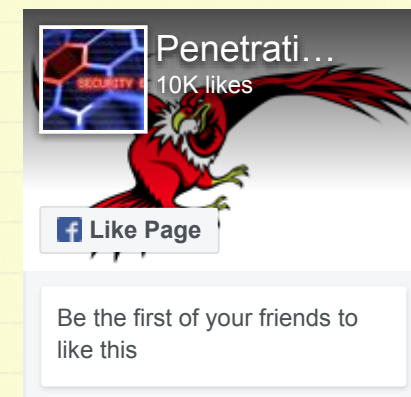 Penetrati...
10K likes
SECURITY
Like Page
Be the first of your friends to
like this